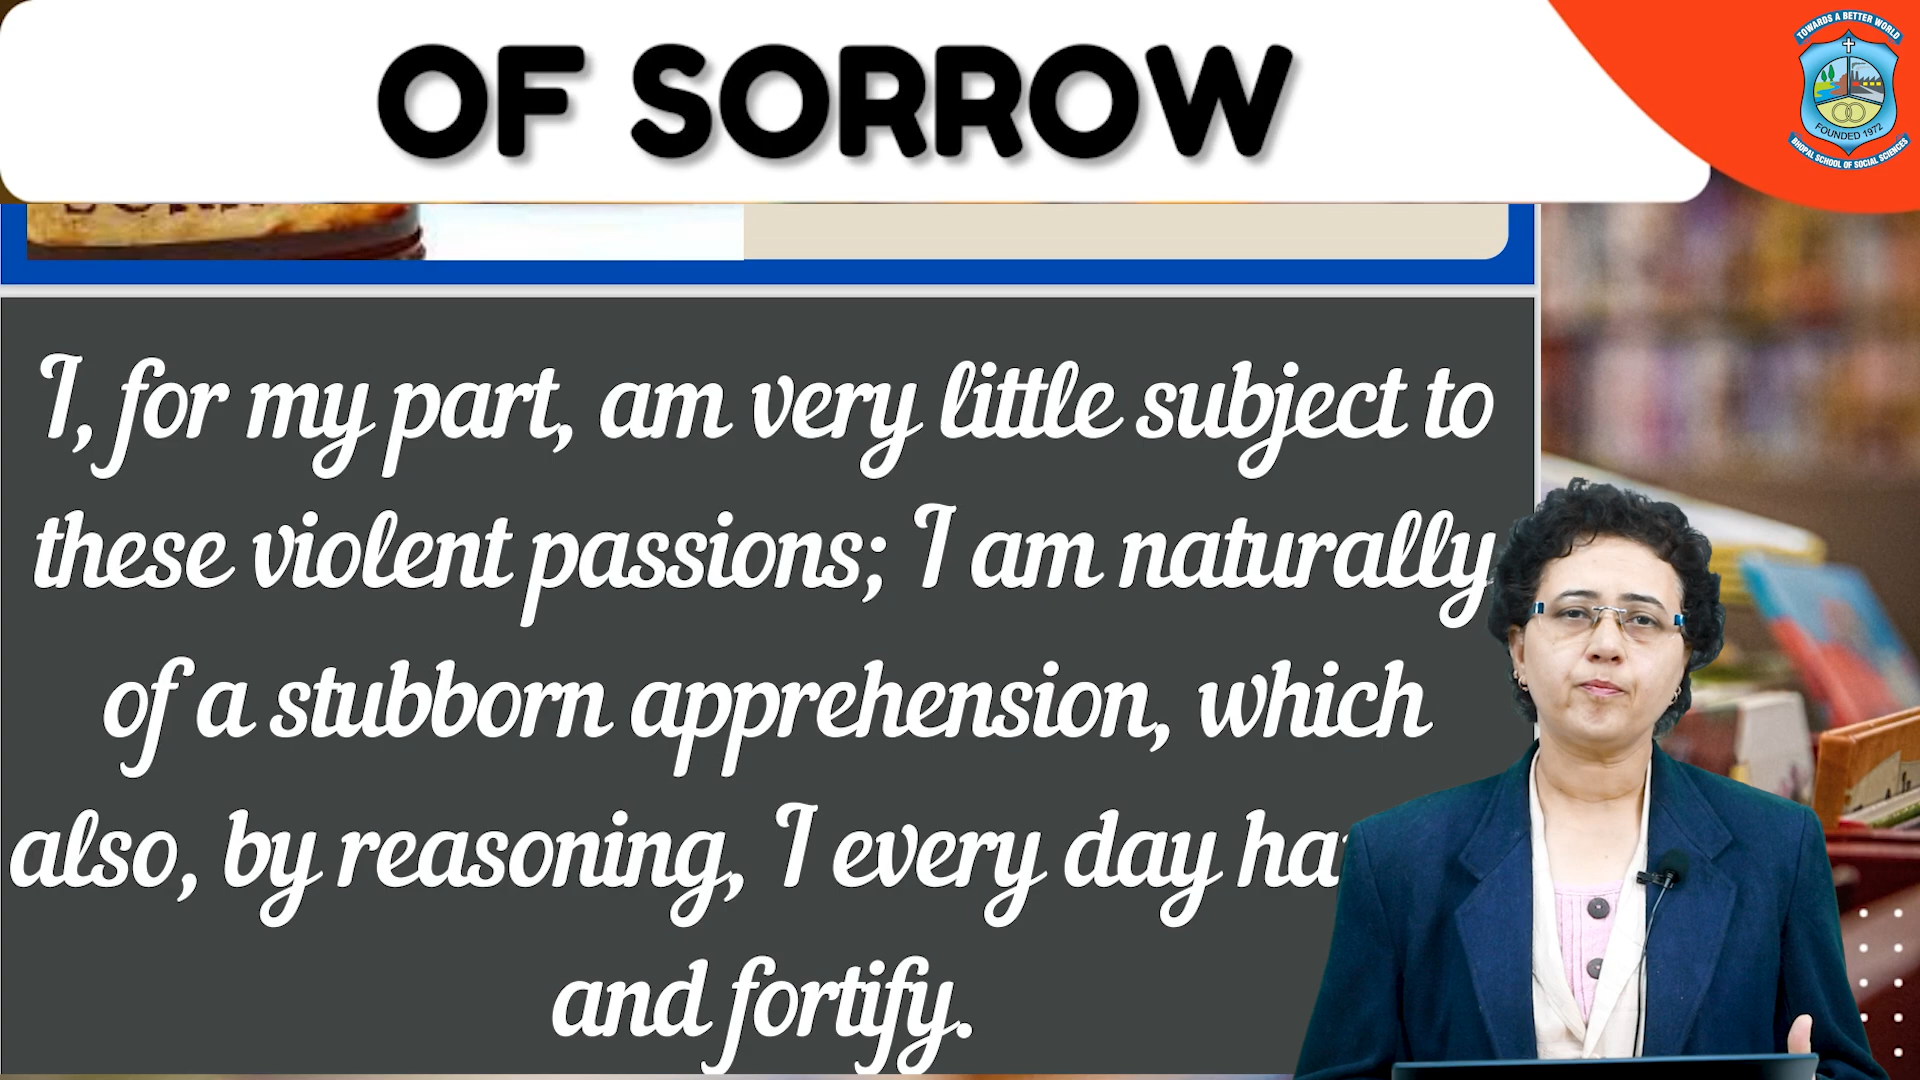 OF SORROW
TOWARDS A BETTER WORLD
FOUNDED 1972
BHOPAL SCHOOL OF SOCIAL SCIENCES
I, for my part, am very little subject to
these violent passions; I am naturally
of a stubborn apprehension, which
also, by reasoning, I every day
and fortify.